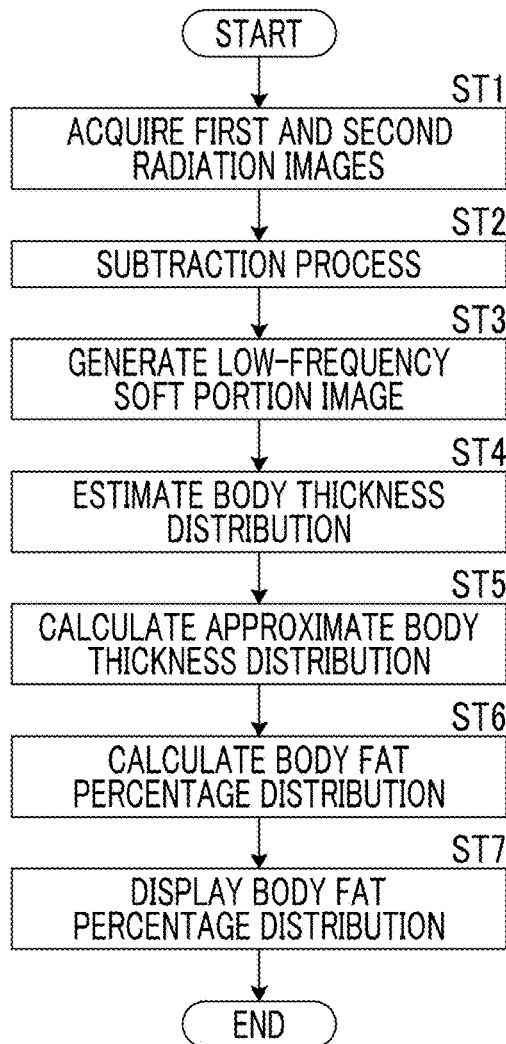 START
ST1
ACQUIRE FIRST AND SECOND
RADIATION IMAGES
ST2
SUBTRACTION PROCESS
ST3
GENERATE LOW-FREQUENCY
SOFT PORTION IMAGE
ST4
ESTIMATE BODY THICKNESS
DISTRIBUTION
ST5
CALCULATE APPROXIMATE BODY
THICKNESS DISTRIBUTION
ST6
CALCULATE BODY FAT
PERCENTAGE DISTRIBUTION
ST7
DISPLAY BODY FAT
PERCENTAGE DISTRIBUTION
END